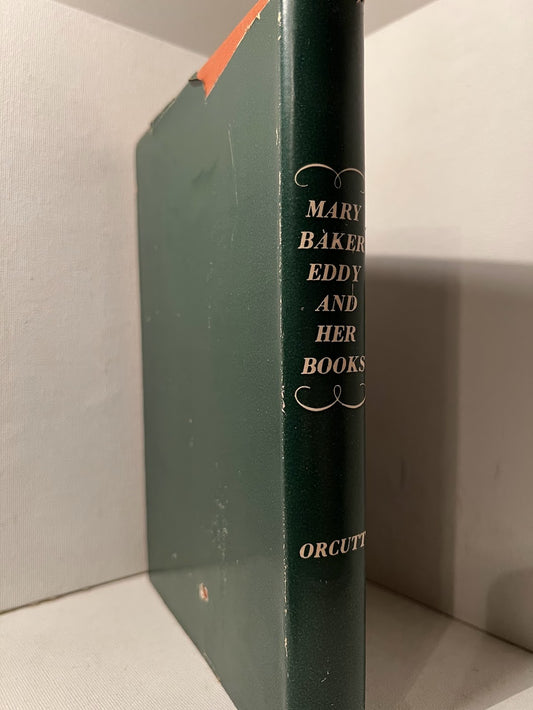 MARY
BAKER
EDDY
AND
HER
BOOKS
ORCUTT